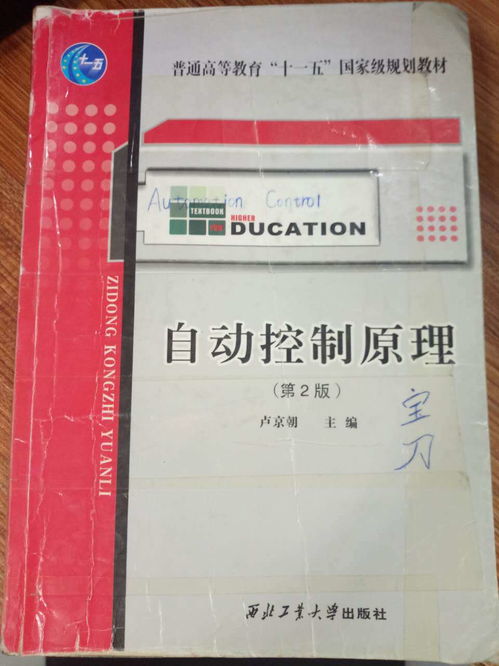 十一五
普通高等教育“十一五”国家级规划教材
Automation Control
TEXTBOOK
HIGHER
DUCATION
ZIDONG KONGZHI YUANLI
自动控制原理
(第2版)
卢京朝 主编
宝
刀
西北工业大学出版社